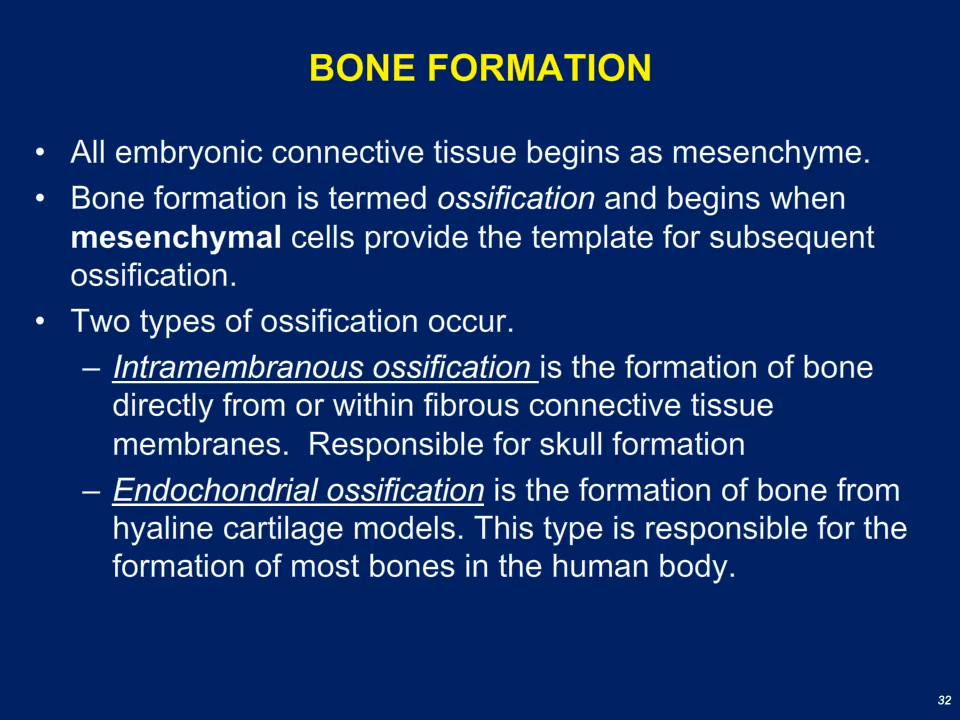 BONE FORMATION
• All embryonic connective tissue begins as mesenchyme.
• Bone formation is termed ossification and begins when
mesenchymal cells provide the template for subsequent
ossification.
• Two types of ossification occur.
– Intramembranous ossification is the formation of bone
directly from or within fibrous connective tissue
membranes.  Responsible for skull formation
– Endochondrial ossification is the formation of bone from
hyaline cartilage models. This type is responsible for the
formation of most bones in the human body.
32